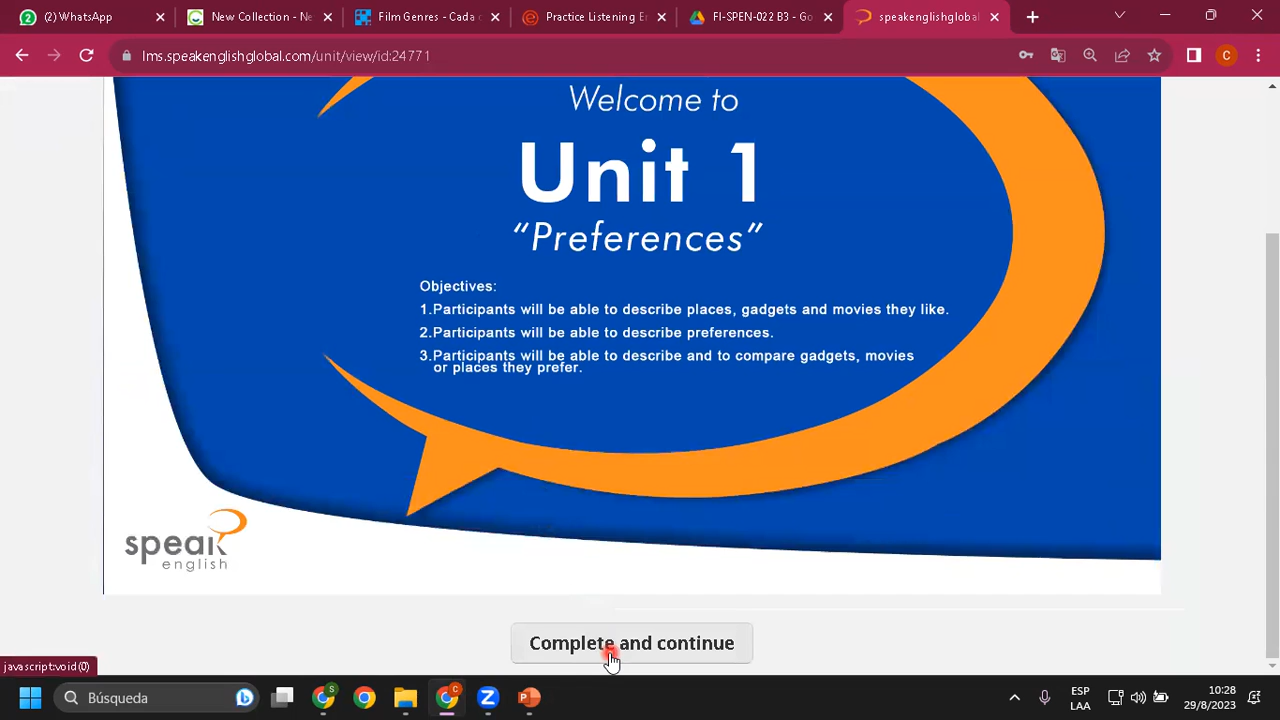 (2) WhatsApp
New Collection - Ne
Film Genres - Cada c
Practice Listening E
FI-SPEN-022 B3 - Go
speakenglishglobal
lms.speakenglishglobal.com/unit/view/id:24771
C
Welcome to
Unit 1
“Preferences”
Objectives:
1.Participants will be able to describe places, gadgets and movies they like.
2.Participants will be able to describe preferences.
3.Participants will be able to describe and to compare gadgets, movies
or places they prefer.
speak
english
Complete and continue
javascript:void(0)
Búsqueda
S
C
ESP
LAA
10:28
29/8/2023